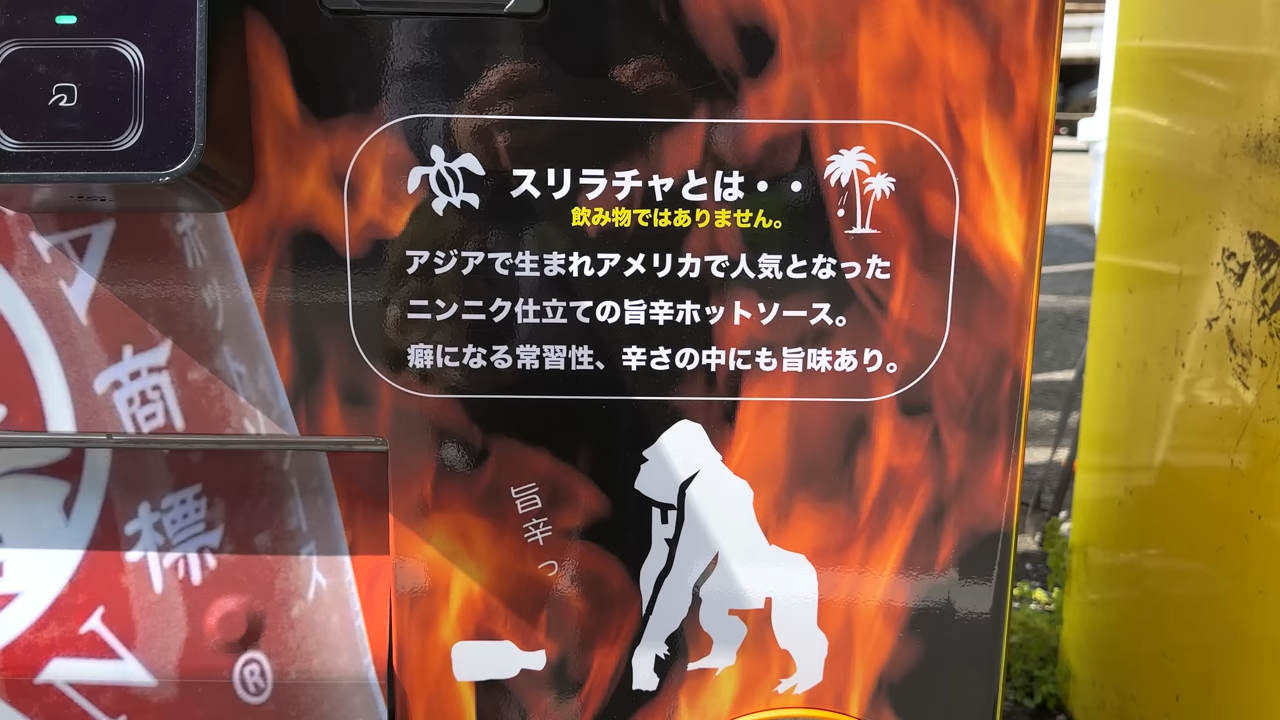 スリラチャとは・・
飲み物ではありません。
アジアで生まれアメリカで人気となった
ニンニク仕立ての旨辛ホットソース。
癖になる常習性、辛さの中にも旨味あり。
旨辛っ
商標
®